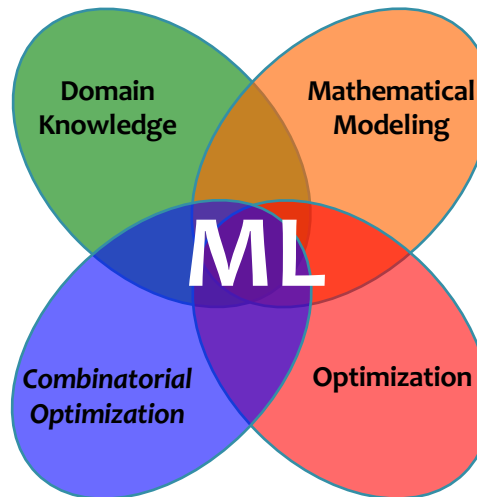 Domain
Knowledge
Mathematical
Modeling
ML
Combinatorial
Optimization
Optimization